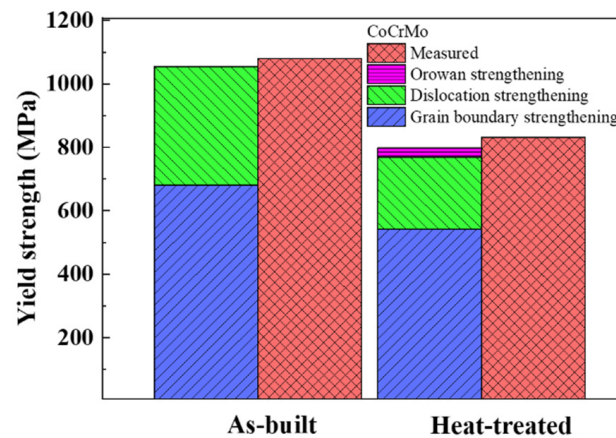 CoCrMo
Measured
Orowan strengthening
Dislocation strengthening
Grain boundary strengthening
Yield strength (MPa)
1200
1000
800
600
400
200
As-built
Heat-treated